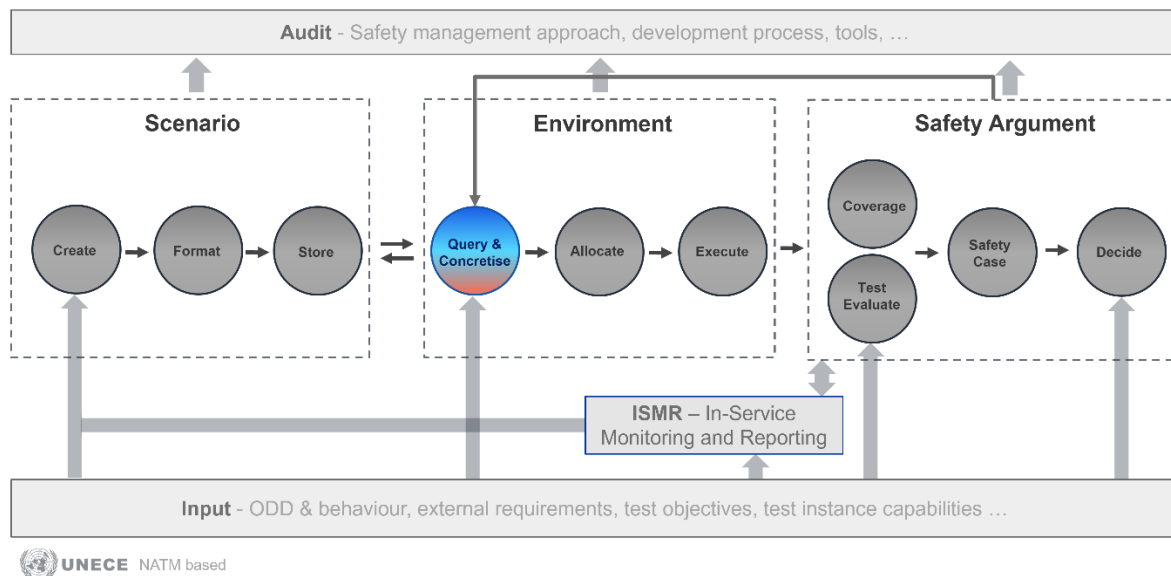 Audit - Safety management approach, development process, tools, …
Scenario
Environment
Safety Argument
Create
Format
Store
Query &
Concretise
Allocate
Execute
Coverage
Test
Evaluate
Safety
Case
Decide
ISMR – In-Service
Monitoring and Reporting
Input - ODD & behaviour, external requirements, test objectives, test instance capabilities …
UNECE NATM based